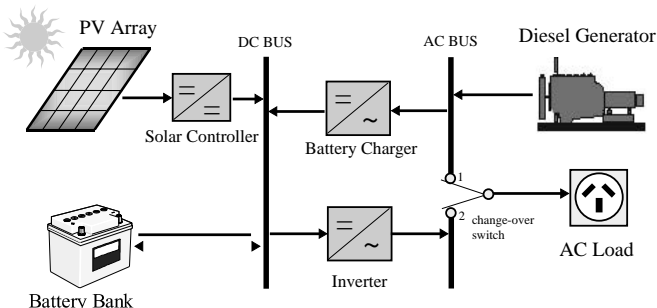 PV Array
DC BUS
AC BUS
Diesel Generator
Solar Controller
Battery Charger
1
2
change-over
switch
AC Load
Inverter
Battery Bank